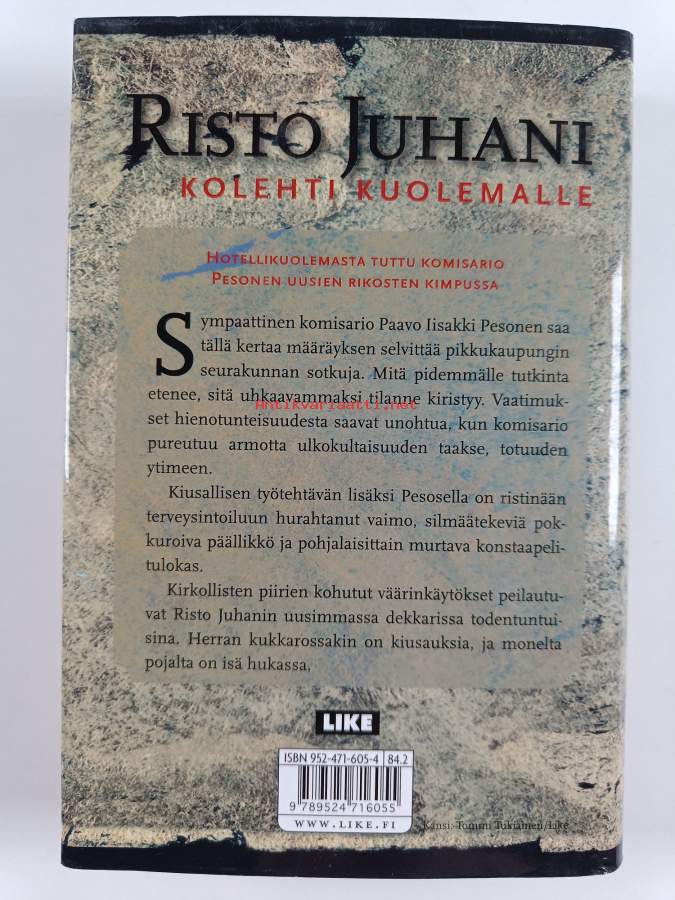 RISTO JUHANI
KOLEHTI KUOLEMALLE
HOTELLIKUOLEMASTA TUTTU KOMISARIO
PESONEN UUSIEN RIKOSTEN KIMPUSSA
Sympaattinen komisario Paavo Iisakki Pesonen saa
tällä kertaa määräyksen selvittää pikkukaupungin
seurakunnan sotkuja. Mitä pidemmälle tutkinta
etenee, sitä uhkaavammaksi tilanne kiristyy. Vaatimuk-
Antikvariaatti.net
set hienotunteisuudesta saavat unohtua, kun komisario
pureutuu armotta ulkokultaisuuden taakse, totuuden
ytimeen.
Kiusallisen työtehtävän lisäksi Pesosella on ristinään
terveysintoiluun hurahtanut vaimo, silmäätekeviä pok-
kuroiva päällikkö ja pohjalaisittain murtava konstaapeli-
tulokas.
Kirkollisten piirien kohutut väärinkäytökset peilautu-
vat Risto Juhanin uusimmassa dekkarissa todentuntui-
sina. Herran kukkarossakin on kiusauksia, ja monelta
pojalta on isä hukassa.
LIKE
ISBN 952-471-605-4 84.2
9 789524 716055
WWW.LIKE.FI
Kansi: Tommi Tukiainen/Like